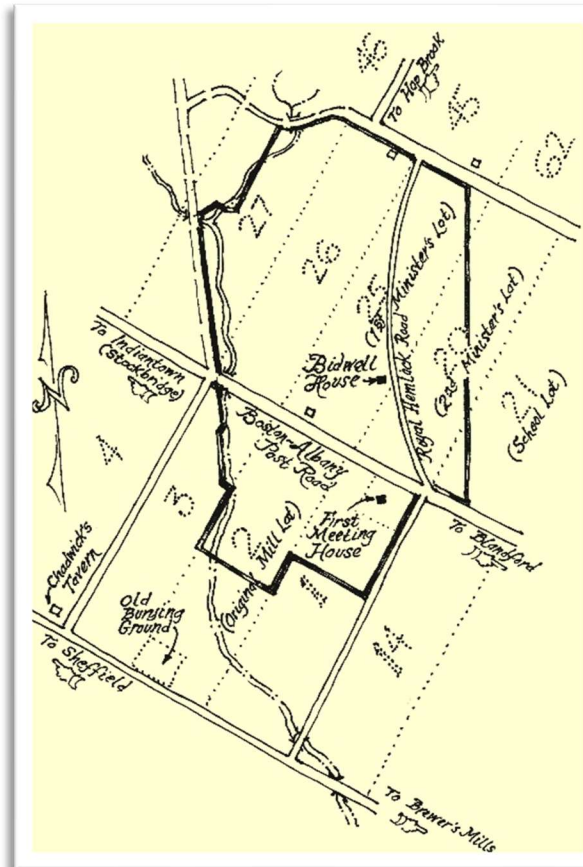 46
To Hop Brook
45
62
27
26
25
(1st Minister's Lot)
Royal Hemlock Road
(2nd Minister's Lot)
21
(School Lot)
To Indiantown
(Stockbridge)
N
Bidwell
House
Boston-Albany
Post Road
4
3
2
(Original Mill Lot)
First
Meeting
House
To Blandford
1
14
Chadwick's
Tavern
Old
Burying
Ground
To Sheffield
To Brewer's Mills